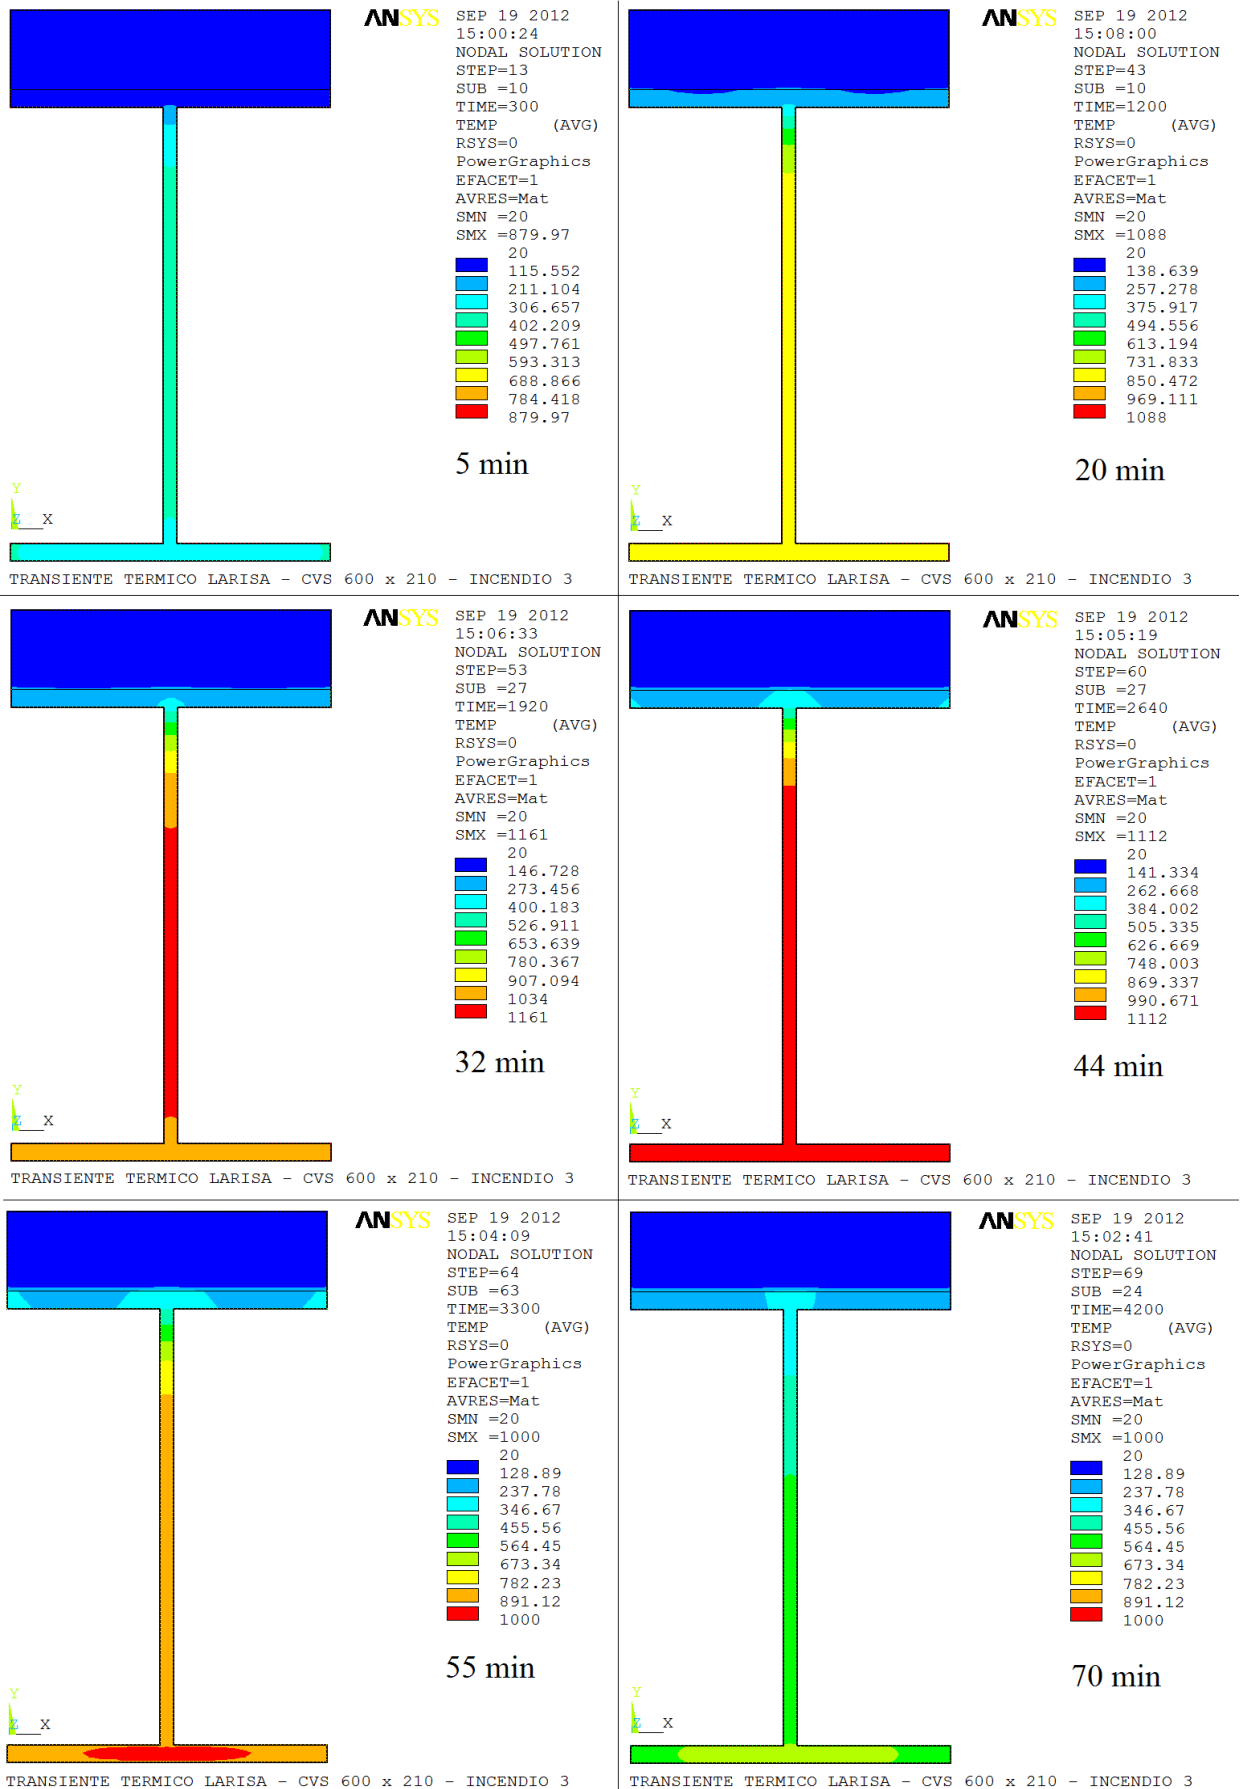 ANSYS
SEP 19 2012
15:00:24
NODAL SOLUTION
STEP=13
SUB =10
TIME=300
TEMP (AVG)
RSYS=0
PowerGraphics
EFACET=1
AVRES=Mat
SMN =20
SMX =879.97
20
115.552
211.104
306.657
402.209
497.761
593.313
688.866
784.418
879.97
5 min
Y
Z X
TRANSIENTE TERMICO LARISA - CVS 600 x 210 - INCENDIO 3
ANSYS
SEP 19 2012
15:08:00
NODAL SOLUTION
STEP=43
SUB =10
TIME=1200
TEMP (AVG)
RSYS=0
PowerGraphics
EFACET=1
AVRES=Mat
SMN =20
SMX =1088
20
138.639
257.278
375.917
494.556
613.194
731.833
850.472
969.111
1088
20 min
Y
Z X
TRANSIENTE TERMICO LARISA - CVS 600 x 210 - INCENDIO 3
ANSYS
SEP 19 2012
15:06:33
NODAL SOLUTION
STEP=53
SUB =27
TIME=1920
TEMP (AVG)
RSYS=0
PowerGraphics
EFACET=1
AVRES=Mat
SMN =20
SMX =1161
20
146.728
273.456
400.183
526.911
653.639
780.367
907.094
1034
1161
32 min
Y
Z X
TRANSIENTE TERMICO LARISA - CVS 600 x 210 - INCENDIO 3
ANSYS
SEP 19 2012
15:05:19
NODAL SOLUTION
STEP=60
SUB =27
TIME=2640
TEMP (AVG)
RSYS=0
PowerGraphics
EFACET=1
AVRES=Mat
SMN =20
SMX =1112
20
141.334
262.668
384.002
505.335
626.669
748.003
869.337
990.671
1112
44 min
Y
Z X
TRANSIENTE TERMICO LARISA - CVS 600 x 210 - INCENDIO 3
ANSYS
SEP 19 2012
15:04:09
NODAL SOLUTION
STEP=64
SUB =63
TIME=3300
TEMP (AVG)
RSYS=0
PowerGraphics
EFACET=1
AVRES=Mat
SMN =20
SMX =1000
20
128.89
237.78
346.67
455.56
564.45
673.34
782.23
891.12
1000
55 min
Y
Z X
TRANSIENTE TERMICO LARISA - CVS 600 x 210 - INCENDIO 3
ANSYS
SEP 19 2012
15:02:41
NODAL SOLUTION
STEP=69
SUB =24
TIME=4200
TEMP (AVG)
RSYS=0
PowerGraphics
EFACET=1
AVRES=Mat
SMN =20
SMX =1000
20
128.89
237.78
346.67
455.56
564.45
673.34
782.23
891.12
1000
70 min
Y
Z X
TRANSIENTE TERMICO LARISA - CVS 600 x 210 - INCENDIO 3